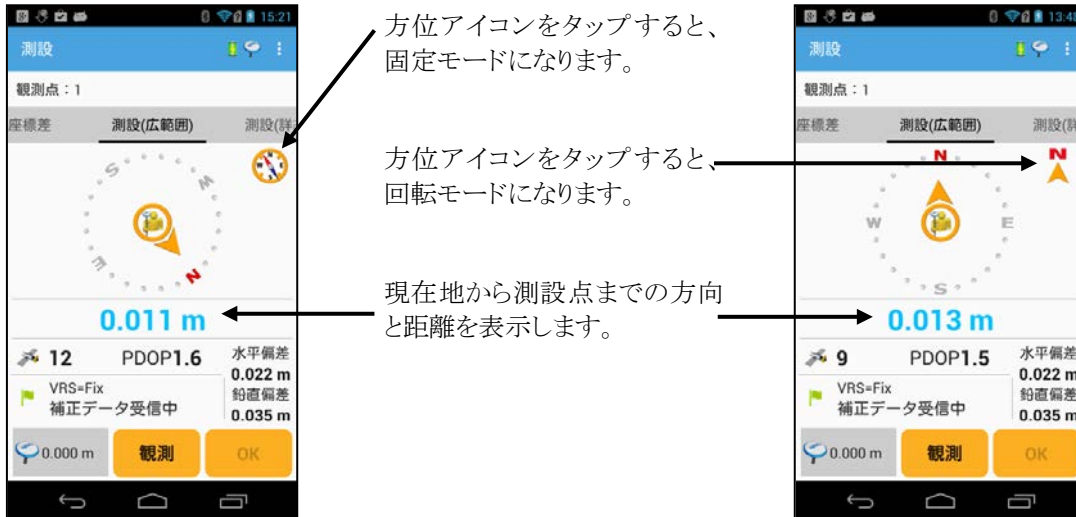 15:21
測設
観測点：1
座標差 測設(広範囲) 測設(詳
S
W
E
N
0.011 m
12 PDOP1.6 水平偏差
0.022 m
VRS=Fix 鉛直偏差
補正データ受信中 0.035 m
0.000 m 観測 OK
方位アイコンをタップすると、
固定モードになります。
方位アイコンをタップすると、
回転モードになります。
現在地から測設点までの方向
と距離を表示します。
13:48
測設
観測点：1
座標差 測設(広範囲) 測設(詳
N N
W E
S
0.013 m
9 PDOP1.5 水平偏差
0.022 m
VRS=Fix 鉛直偏差
補正データ受信中 0.035 m
0.000 m 観測 OK